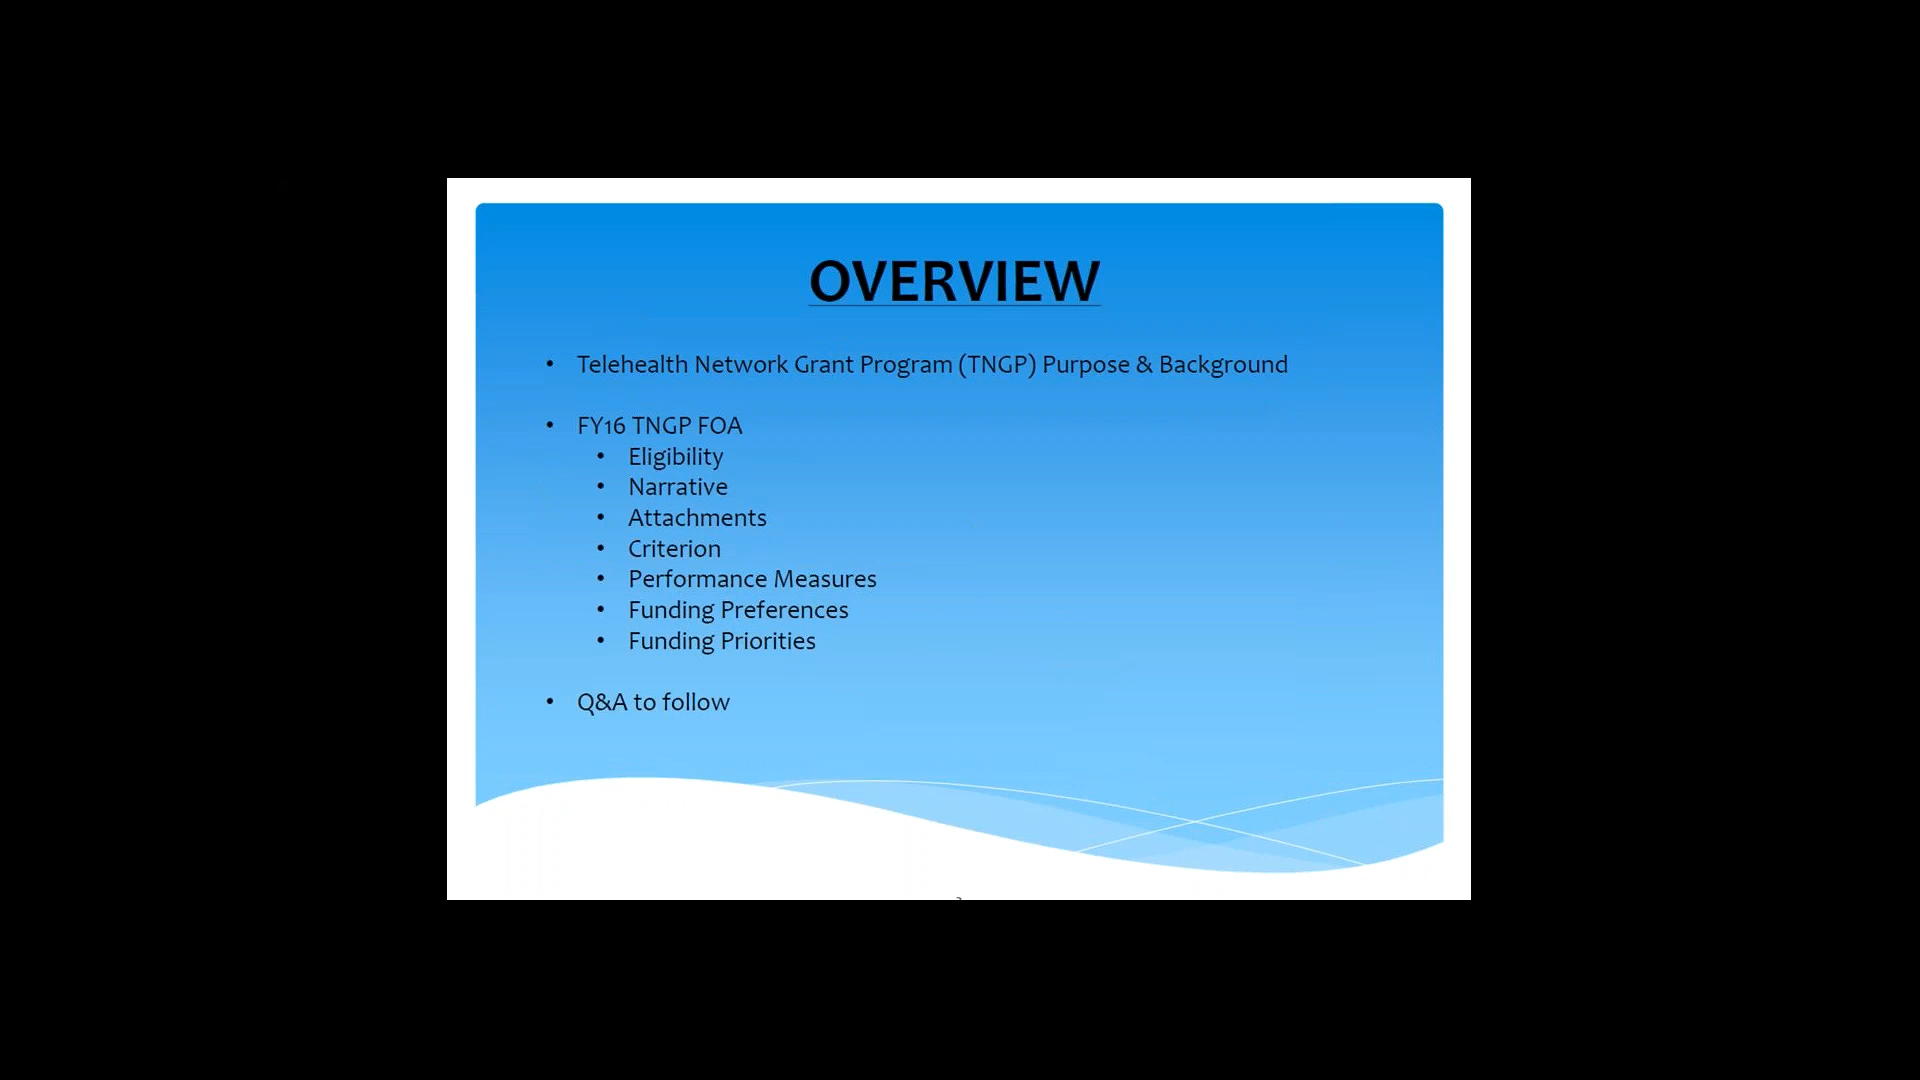 OVERVIEW
• Telehealth Network Grant Program (TNGP) Purpose & Background
• FY16 TNGP FOA
• Eligibility
• Narrative
• Attachments
• Criterion
• Performance Measures
• Funding Preferences
• Funding Priorities
• Q&A to follow